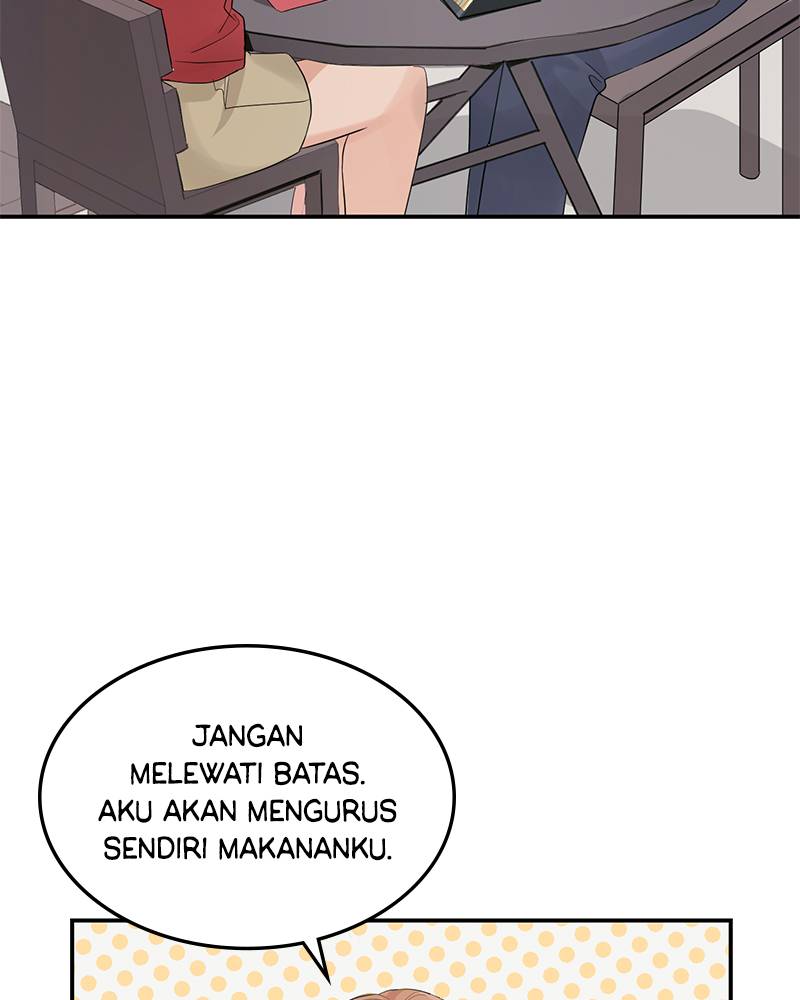 JANGAN
MELEWATI BATAS.
AKU AKAN MENGURUS
SENDIRI MAKANANKU.